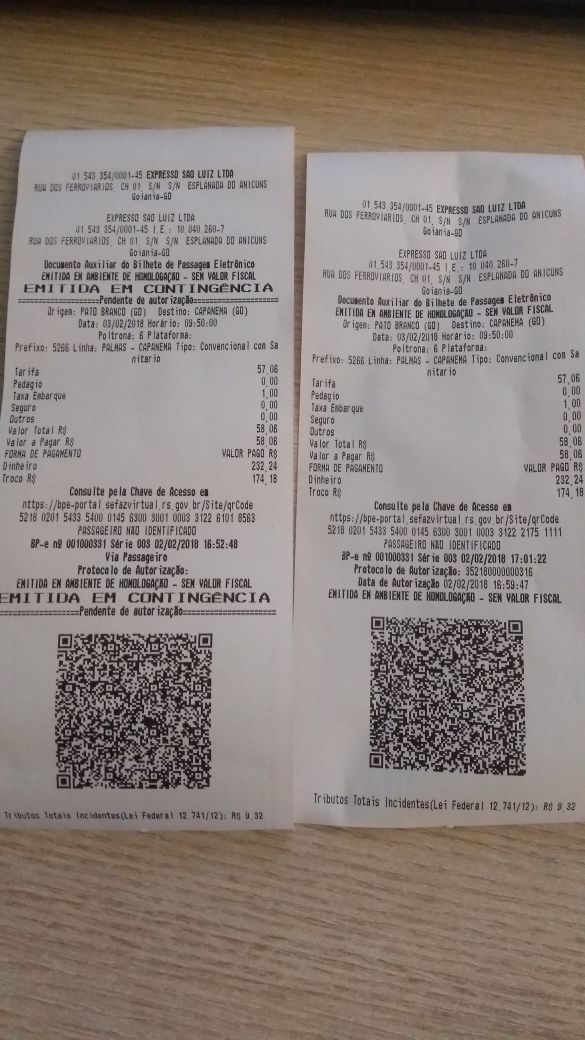 01.543.354/0001-45 EXPRESSO SAO LUIZ LTDA
RUA DOS FERROVIARIOS, CH 01, S/N S/N ESPLANADA DO ANICUNS
Goiania-GO
EXPRESSO SAO LUIZ LTDA
01.543.354/0001-45 I.E.: 10.040.260-7
RUA DOS FERROVIARIOS, CH 01, S/N S/N ESPLANADA DO ANICUNS
Goiania-GO
Documento Auxiliar do Bilhete de Passagem Eletrônico
EMITIDA EM AMBIENTE DE HOMOLOGAÇÃO - SEM VALOR FISCAL
EMITIDA EM CONTINGÊNCIA
===================Pendente de autorização===================
Origem: PATO BRANCO (GO) Destino: CAPANEMA (GO)
Data: 03/02/2018 Horário: 09:50:00
Poltrona: 6 Plataforma:
Prefixo: 5266 Linha: PALMAS - CAPANEMA Tipo: Convencional com Sa
nitario
Tarifa 57,06
Pedagio 0,00
Taxa Embarque 1,00
Seguro 0,00
Outros 0,00
Valor Total R$ 58,06
Valor a Pagar R$ 58,06
FORMA DE PAGAMENTO VALOR PAGO R$
Dinheiro 232,24
Troco R$ 174,18
Consulte pela Chave de Acesso em
https://bpe-portal.sefazvirtual.rs.gov.br/Site/qrCode
5218 0201 5433 5400 0145 6300 3001 0003 3122 6101 8563
PASSAGEIRO NÃO IDENTIFICADO
BP-e nº 001000331 Série 003 02/02/2018 16:52:48
Via Passageiro
Protocolo de Autorização:
EMITIDA EM AMBIENTE DE HOMOLOGAÇÃO - SEM VALOR FISCAL
EMITIDA EM CONTINGÊNCIA
===================Pendente de autorização===================
Tributos Totais Incidentes(Lei Federal 12.741/12): R$ 9,32
01.543.354/0001-45 EXPRESSO SAO LUIZ LTDA
RUA DOS FERROVIARIOS, CH 01, S/N S/N ESPLANADA DO ANICUNS
Goiania-GO
EXPRESSO SAO LUIZ LTDA
01.543.354/0001-45 I.E.: 10.040.260-7
RUA DOS FERROVIARIOS, CH 01, S/N S/N ESPLANADA DO ANICUNS
Goiania-GO
Documento Auxiliar do Bilhete de Passagem Eletrônico
EMITIDA EM AMBIENTE DE HOMOLOGAÇÃO - SEM VALOR FISCAL
Origem: PATO BRANCO (GO) Destino: CAPANEMA (GO)
Data: 03/02/2018 Horário: 09:50:00
Poltrona: 6 Plataforma:
Prefixo: 5266 Linha: PALMAS - CAPANEMA Tipo: Convencional com Sa
nitario
Tarifa 57,06
Pedagio 0,00
Taxa Embarque 1,00
Seguro 0,00
Outros 0,00
Valor Total R$ 58,06
Valor a Pagar R$ 58,06
FORMA DE PAGAMENTO VALOR PAGO R$
Dinheiro 232,24
Troco R$ 174,18
Consulte pela Chave de Acesso em
https://bpe-portal.sefazvirtual.rs.gov.br/Site/qrCode
5218 0201 5433 5400 0145 6300 3001 0003 3122 2175 1111
PASSAGEIRO NÃO IDENTIFICADO
BP-e nº 001000331 Série 003 02/02/2018 17:01:22
Protocolo de Autorização: 352180000000316
Data de Autorização 02/02/2018 16:59:47
EMITIDA EM AMBIENTE DE HOMOLOGAÇÃO - SEM VALOR FISCAL
Tributos Totais Incidentes(Lei Federal 12.741/12): R$ 9,32